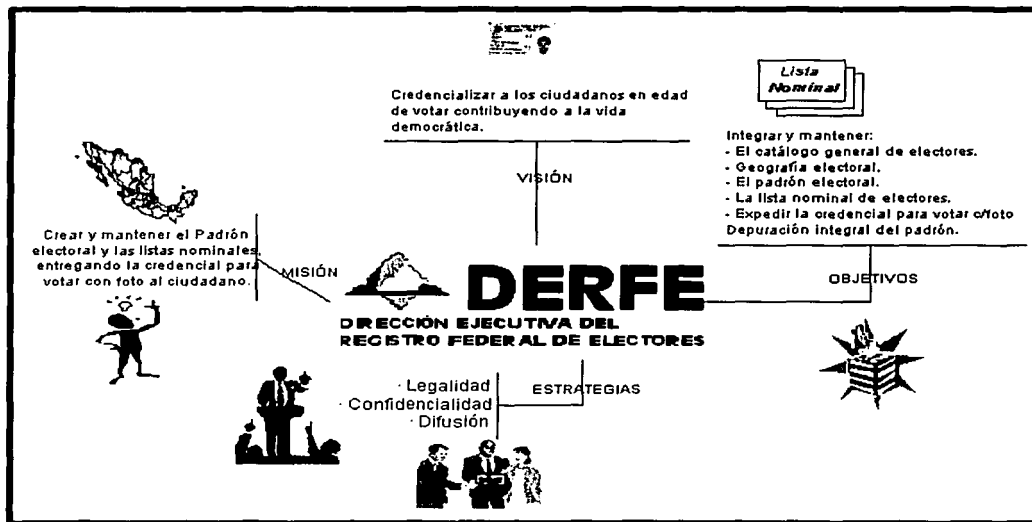 Credencializar a los ciudadanos en edad
de votar contribuyendo a la vida
democrática.
VISIÓN
Lista
Nominal
Integrar y mantener:
- El catálogo general de electores.
- Geografía electoral.
- El padrón electoral.
- La lista nominal de electores.
- Expedir la credencial para votar c/foto
Depuración integral del padrón.
OBJETIVOS
Crear y mantener el Padrón
electoral y las listas nominales,
entregando la credencial para
votar con foto al ciudadano.
MISIÓN
DERFE
DIRECCIÓN EJECUTIVA DEL
REGISTRO FEDERAL DE ELECTORES
ESTRATEGIAS
· Legalidad
· Confidencialidad
· Difusión